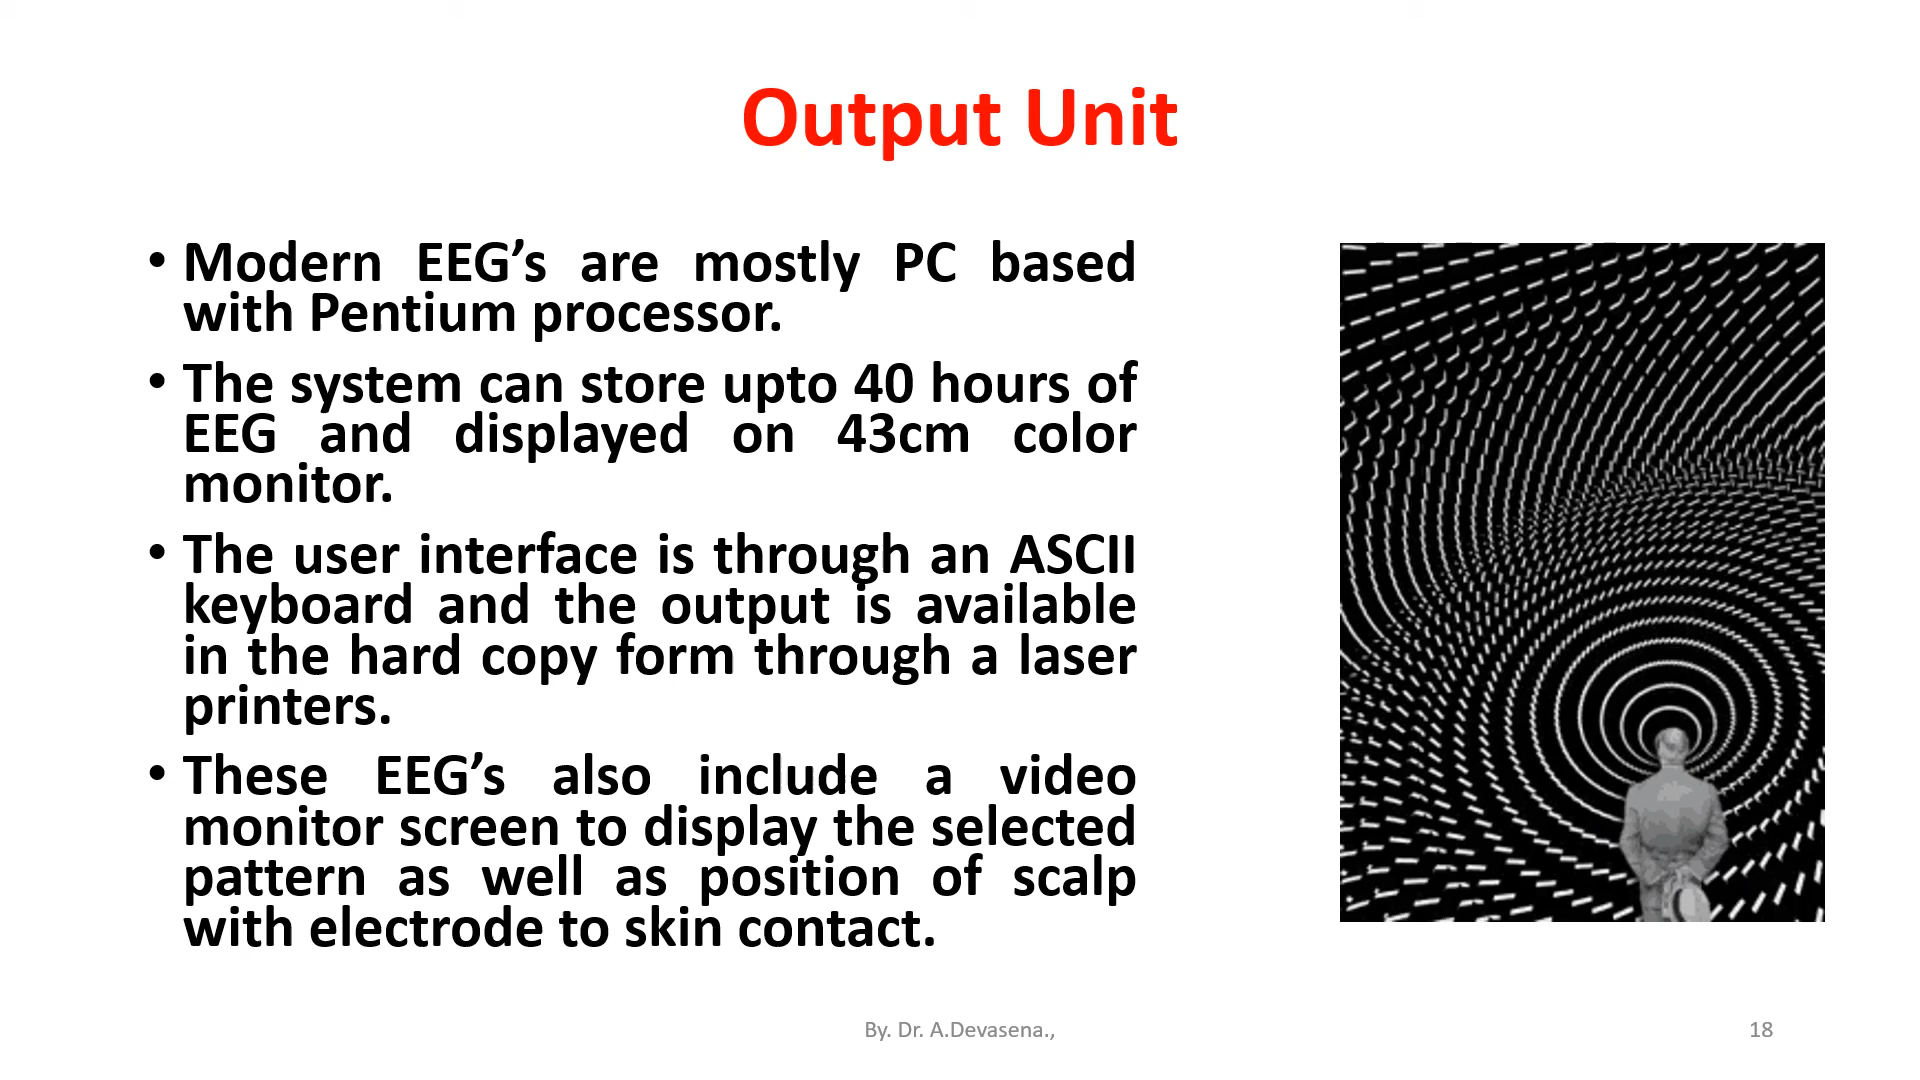 Output Unit
• Modern EEG’s are mostly PC based
with Pentium processor.
• The system can store upto 40 hours of
EEG and displayed on 43cm color
monitor.
• The user interface is through an ASCII
keyboard and the output is available
in the hard copy form through a laser
printers.
• These EEG’s also include a video
monitor screen to display the selected
pattern as well as position of scalp
with electrode to skin contact.
By. Dr. A.Devasena.,
18